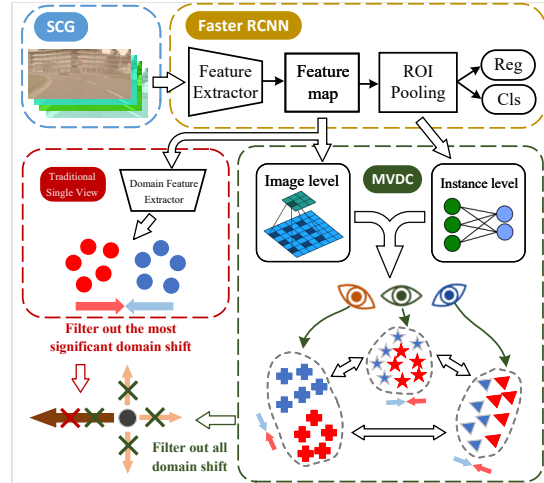 SCG
Faster RCNN
Feature
Extractor
Feature
map
ROI
Pooling
Reg
Cls
Traditional
Single View
Domain Feature
Extractor
Image level
MVDC
Instance level
Filter out the most
significant domain shift
Filter out all
domain shift